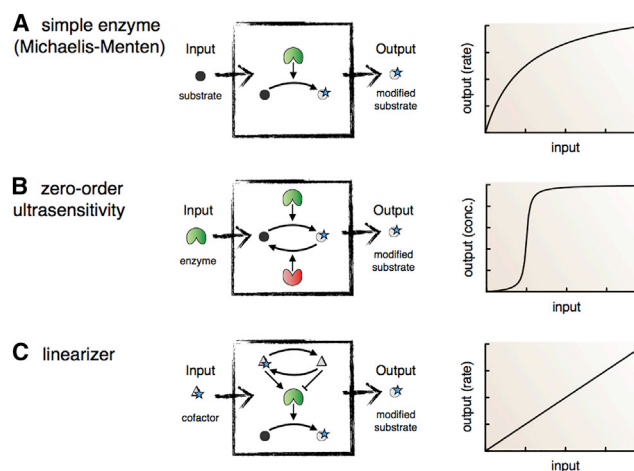 A simple enzyme
(Michaelis-Menten)
Input
substrate
Output
modified
substrate
output (rate)
input
B zero-order
ultrasensitivity
Input
enzyme
Output
modified
substrate
output (conc.)
input
C linearizer
Input
cofactor
Output
modified
substrate
output (rate)
input